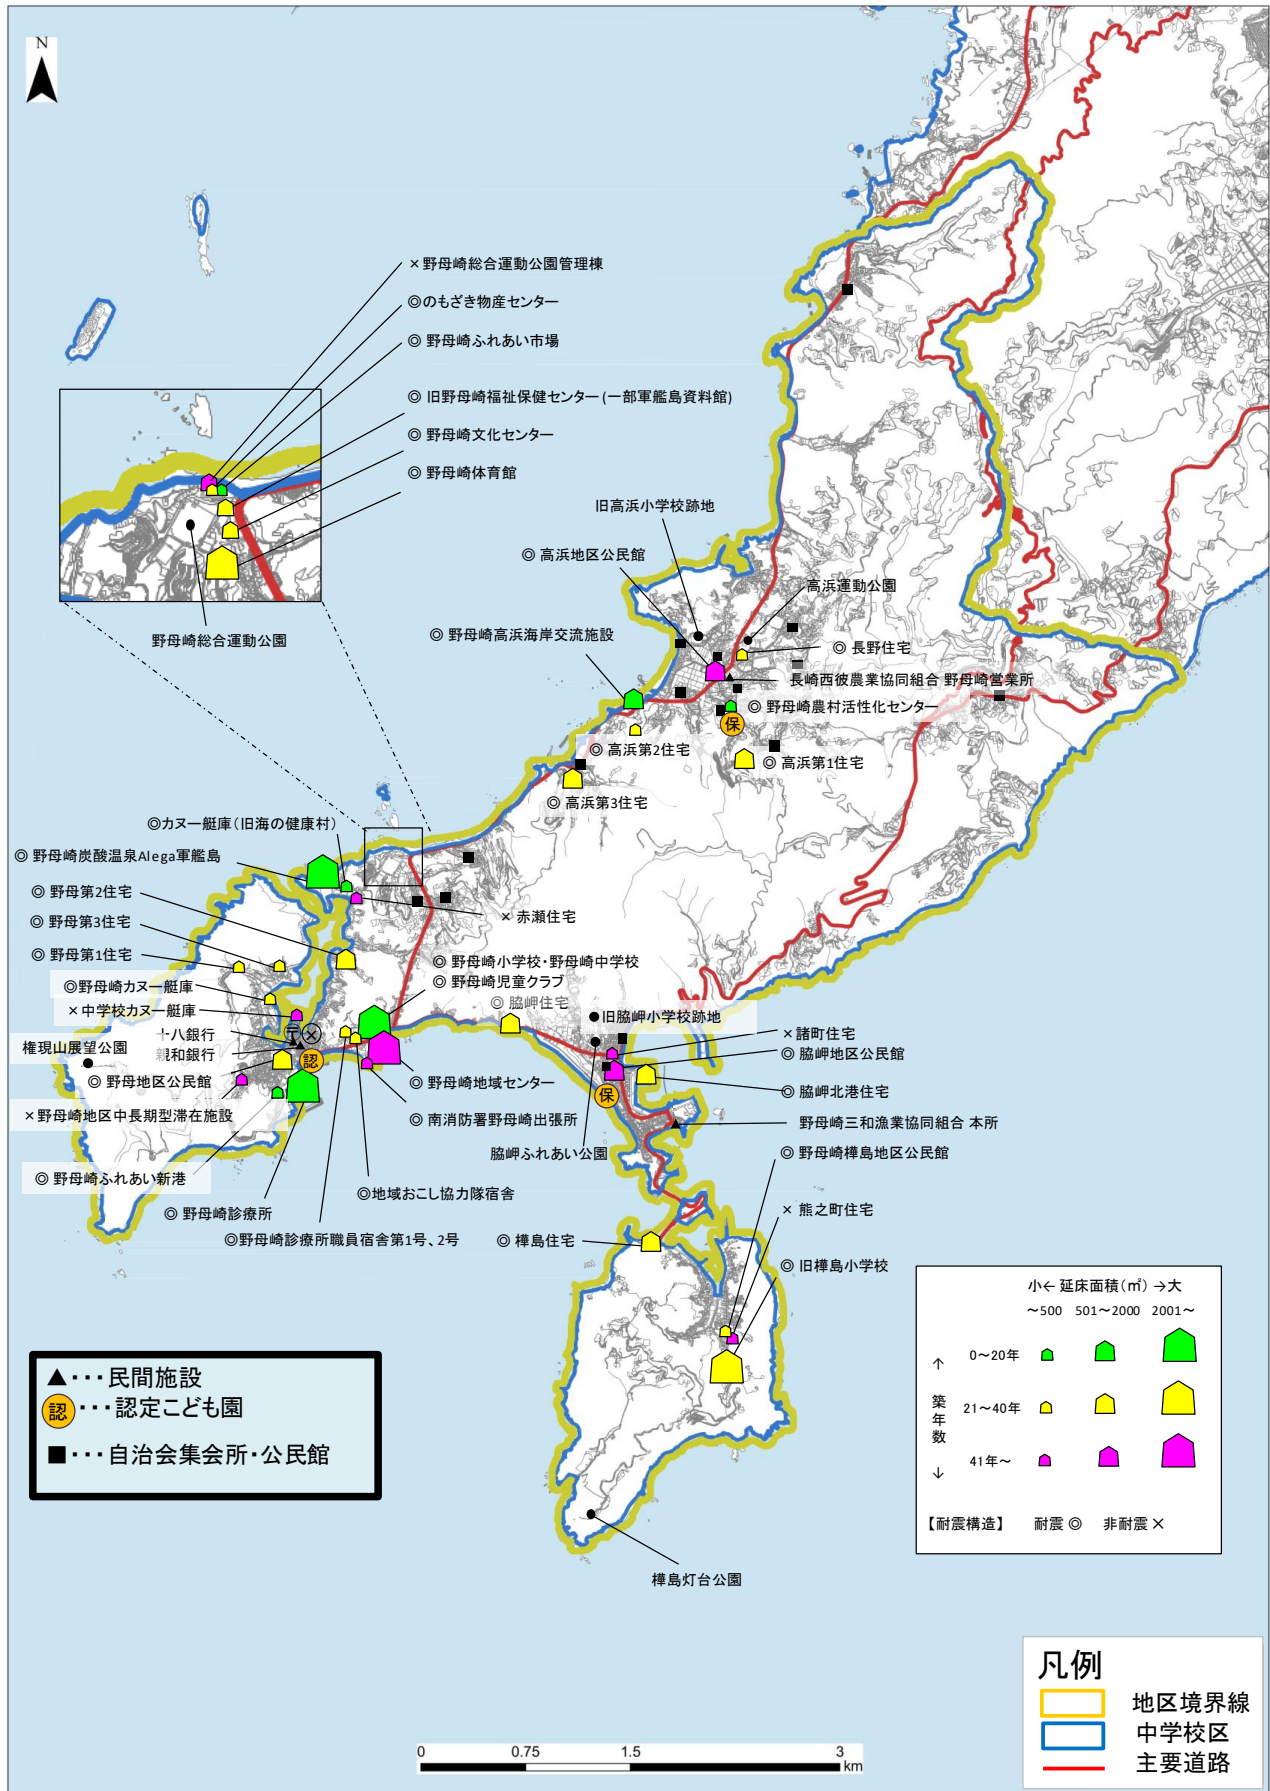 N
×野母崎総合運動公園管理棟
◎のもざき物産センター
◎ 野母崎ふれあい市場
◎ 旧野母崎福祉保健センター(一部軍艦島資料館)
◎ 野母崎文化センター
◎ 野母崎体育館
野母崎総合運動公園
旧高浜小学校跡地
◎ 高浜地区公民館
高浜運動公園
◎ 野母崎高浜海岸交流施設
◎ 長野住宅
長崎西彼農業協同組合 野母崎営業所
◎ 野母崎農村活性化センター
保
◎ 高浜第2住宅
◎ 高浜第1住宅
◎ 高浜第3住宅
◎カヌー艇庫(旧海の健康村)
◎ 野母崎炭酸温泉Alega軍艦島
◎ 野母第2住宅
× 赤瀬住宅
◎ 野母第3住宅
◎ 野母第1住宅
◎ 野母崎小学校・野母崎中学校
◎ 野母崎児童クラブ
◎野母崎カヌー艇庫
◎ 脇岬住宅
×中学校カヌー艇庫
旧脇岬小学校跡地
十八銀行
×諸町住宅
権現山展望公園
親和銀行
認
◎ 脇岬地区公民館
◎ 野母地区公民館
◎ 野母崎地域センター
保
◎ 脇岬北港住宅
×野母崎地区中長期型滞在施設
◎ 南消防署野母崎出張所
野母崎三和漁業協同組合 本所
脇岬ふれあい公園
◎ 野母崎樺島地区公民館
◎ 野母崎ふれあい新港
◎地域おこし協力隊宿舎
◎ 野母崎診療所
× 熊之町住宅
◎野母崎診療所職員宿舎第1号、2号
◎ 樺島住宅
◎ 旧樺島小学校
樺島灯台公園
小← 延床面積(㎡) →大
～500 501～2000 2001～
↑
築年数
↓
0～20年
21～40年
41年～
【耐震構造】 耐震 ◎ 非耐震 ×
▲・・・民間施設
認・・・認定こども園
■・・・自治会集会所・公民館
凡例
地区境界線
中学校区
主要道路
0 0.75 1.5 3
km